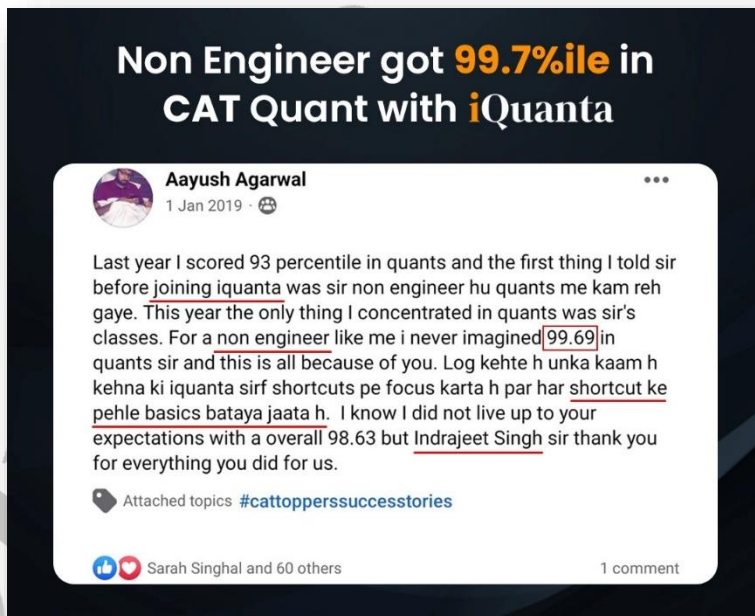 Non Engineer got 99.7%ile in
CAT Quant with iQuanta
Aayush Agarwal
1 Jan 2019 ·
Last year I scored 93 percentile in quants and the first thing I told sir
before joining iquanta was sir non engineer hu quants me kam reh
gaye. This year the only thing I concentrated in quants was sir's
classes. For a non engineer like me i never imagined 99.69 in
quants sir and this is all because of you. Log kehte h unka kaam h
kehna ki iquanta sirf shortcuts pe focus karta h par har shortcut ke
pehle basics bataya jaata h. I know I did not live up to your
expectations with a overall 98.63 but Indrajeet Singh sir thank you
for everything you did for us.
Attached topics #cattopperssuccesstories
Sarah Singhal and 60 others 1 comment